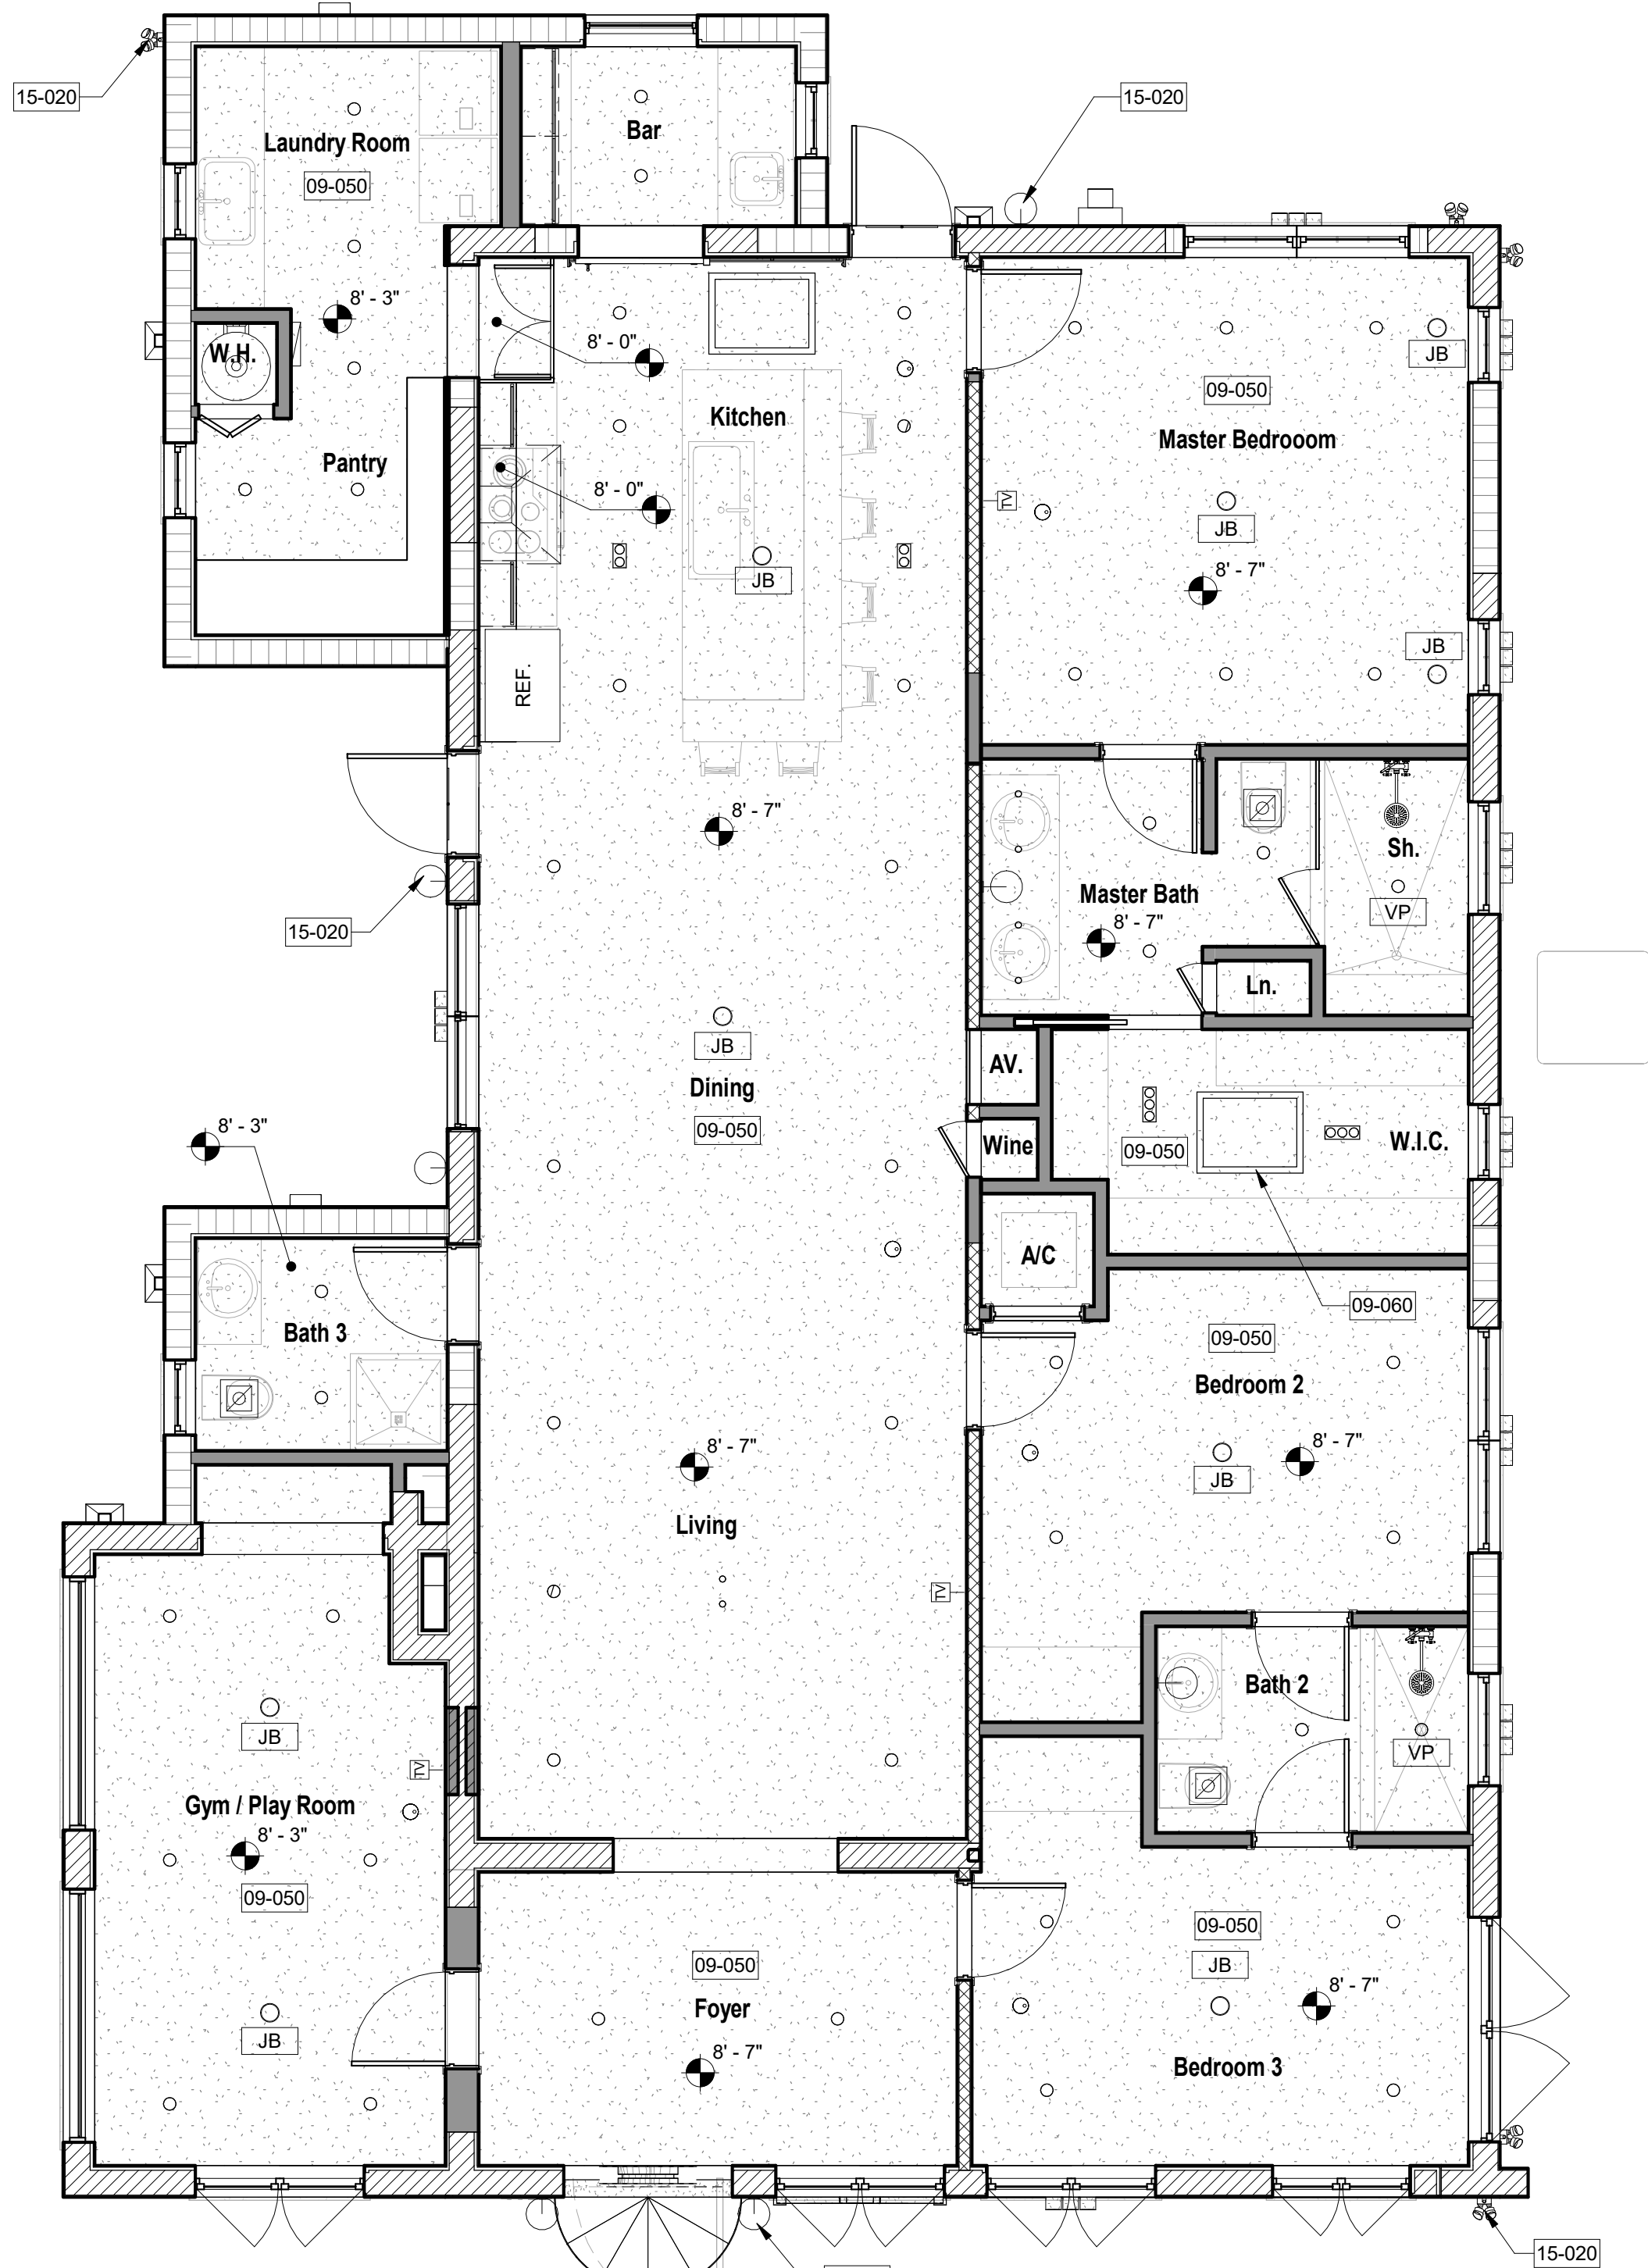 15-020
15-020
Laundry Room
09-050
Bar
8' - 3"
8' - 0"
W.H.
JB
09-050
Kitchen
Master Bedrooom
Pantry
8' - 0"
TV
JB
JB
8' - 7"
JB
REF.
8' - 7"
Sh.
Master Bath
VP
8' - 7"
15-020
Ln.
JB
AV.
Dining
09-050
8' - 3"
Wine
09-050
W.I.C.
A/C
09-060
Bath 3
09-050
Bedroom 2
8' - 7"
8' - 7"
JB
Living
TV
Bath 2
JB
VP
TV
Gym / Play Room
8' - 3"
09-050
09-050
JB
09-050
8' - 7"
Foyer
JB
8' - 7"
Bedroom 3
15-020